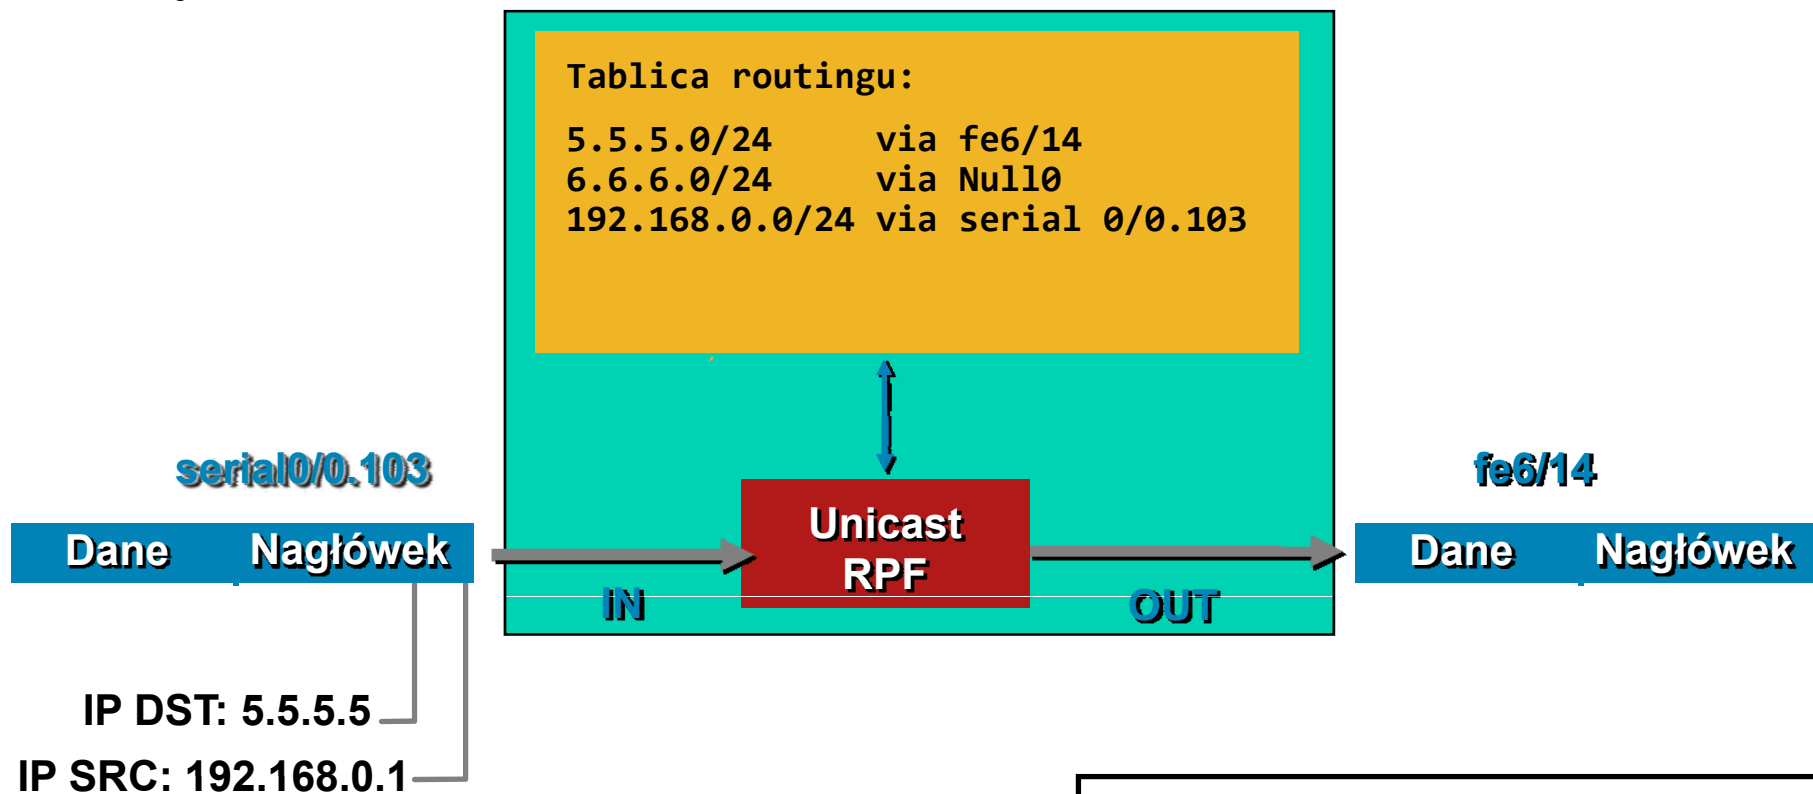 Tablica routingu:
5.5.5.0/24 via fe6/14
6.6.6.0/24 via Null0
192.168.0.0/24 via serial 0/0.103
serial0/0.103
fe6/14
Dane Nagłówek
Unicast
RPF
Dane Nagłówek
IN
OUT
IP DST: 5.5.5.5
IP SRC: 192.168.0.1